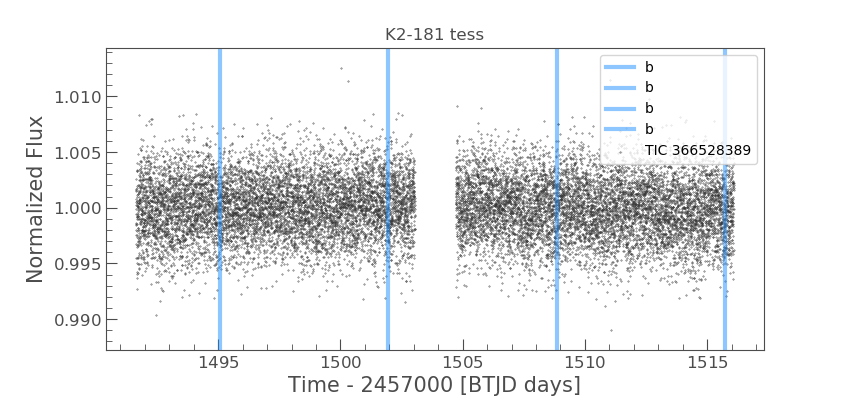 K2-181 tess
Normalized Flux
1.010
1.005
1.000
0.995
0.990
b
b
b
b
TIC 366528389
1495
1500
1505
1510
1515
Time - 2457000 [BTJD days]